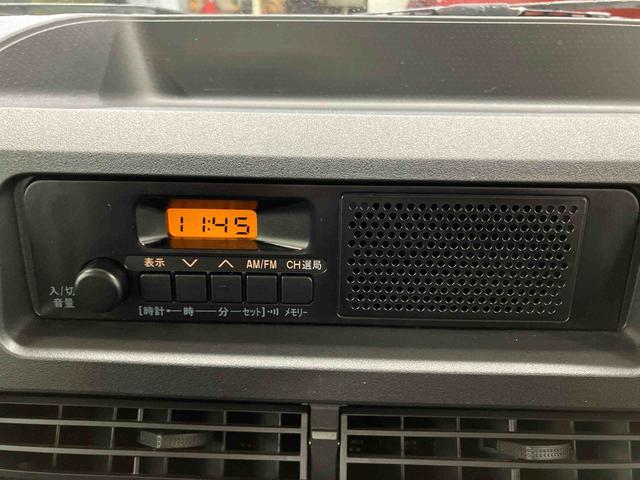 11:45
表示 ∨ ∧ AM/FM CH選局
入/切
音量
[時計 ← 時 ― 分 ― セット] メモリー